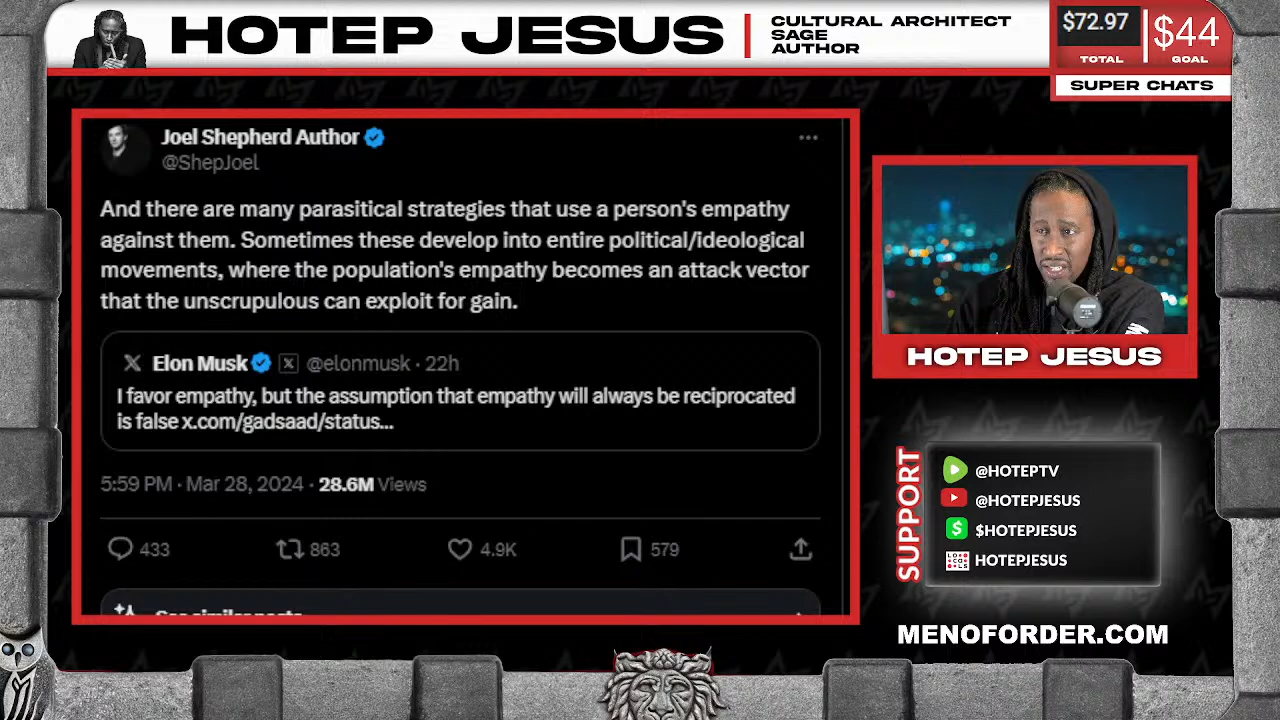 HOTEP JESUS
CULTURAL ARCHITECT
SAGE
AUTHOR
$72.97
TOTAL
$44
GOAL
SUPER CHATS
Joel Shepherd Author
@ShepJoel
And there are many parasitical strategies that use a person's empathy
against them. Sometimes these develop into entire political/ideological
movements, where the population's empathy becomes an attack vector
that the unscrupulous can exploit for gain.
Elon Musk X @elonmusk · 22h
I favor empathy, but the assumption that empathy will always be reciprocated
is false x.com/gadsaad/status...
5:59 PM · Mar 28, 2024 · 28.6M Views
433 863 4.9K 579
See similar posts
HOTEP JESUS
SUPPORT
@HOTEPTV
@HOTEPJESUS
$HOTEPJESUS
LOCALS HOTEPJESUS
MENOFORDER.COM